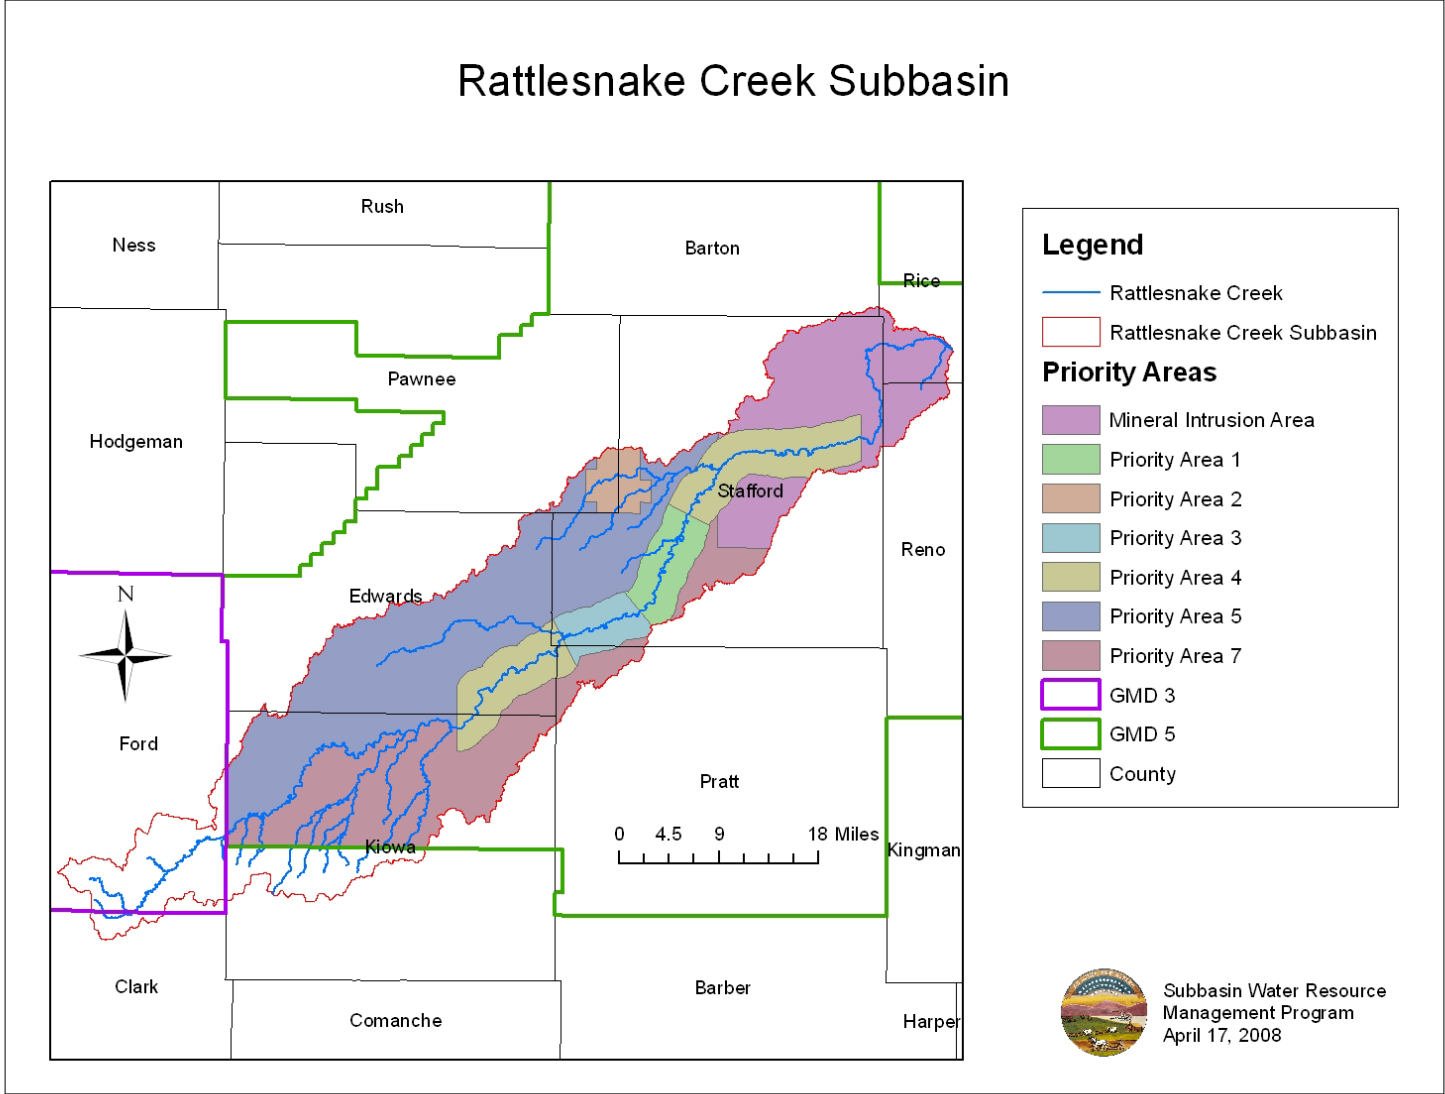 Rattlesnake Creek Subbasin
Rush
Ness
Barton
Rice
Pawnee
Hodgeman
Stafford
Reno
Edwards
N
Ford
Pratt
0 4.5 9 18 Miles
Kiowa
Kingman
Clark
Barber
Comanche
Harper
Legend
Rattlesnake Creek
Rattlesnake Creek Subbasin
Priority Areas
Mineral Intrusion Area
Priority Area 1
Priority Area 2
Priority Area 3
Priority Area 4
Priority Area 5
Priority Area 7
GMD 3
GMD 5
County
Subbasin Water Resource
Management Program
April 17, 2008